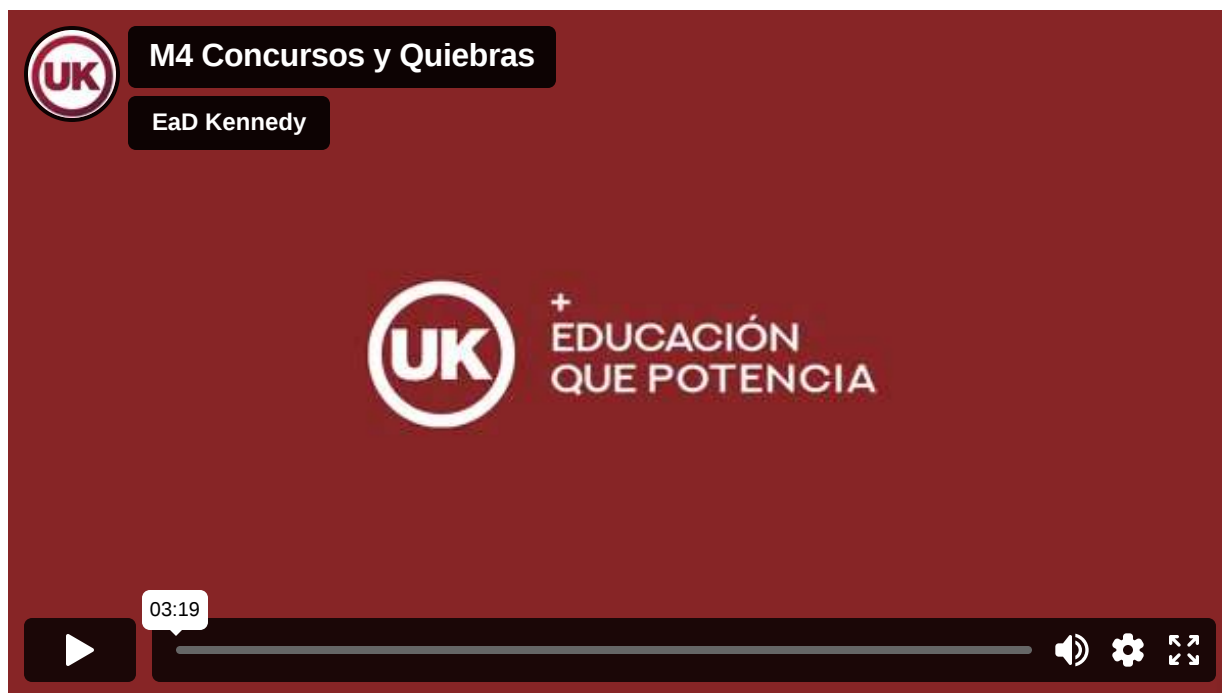 UK
M4 Concursos y Quiebras
EaD Kennedy
UK
+
EDUCACIÓN
QUE POTENCIA
03:19